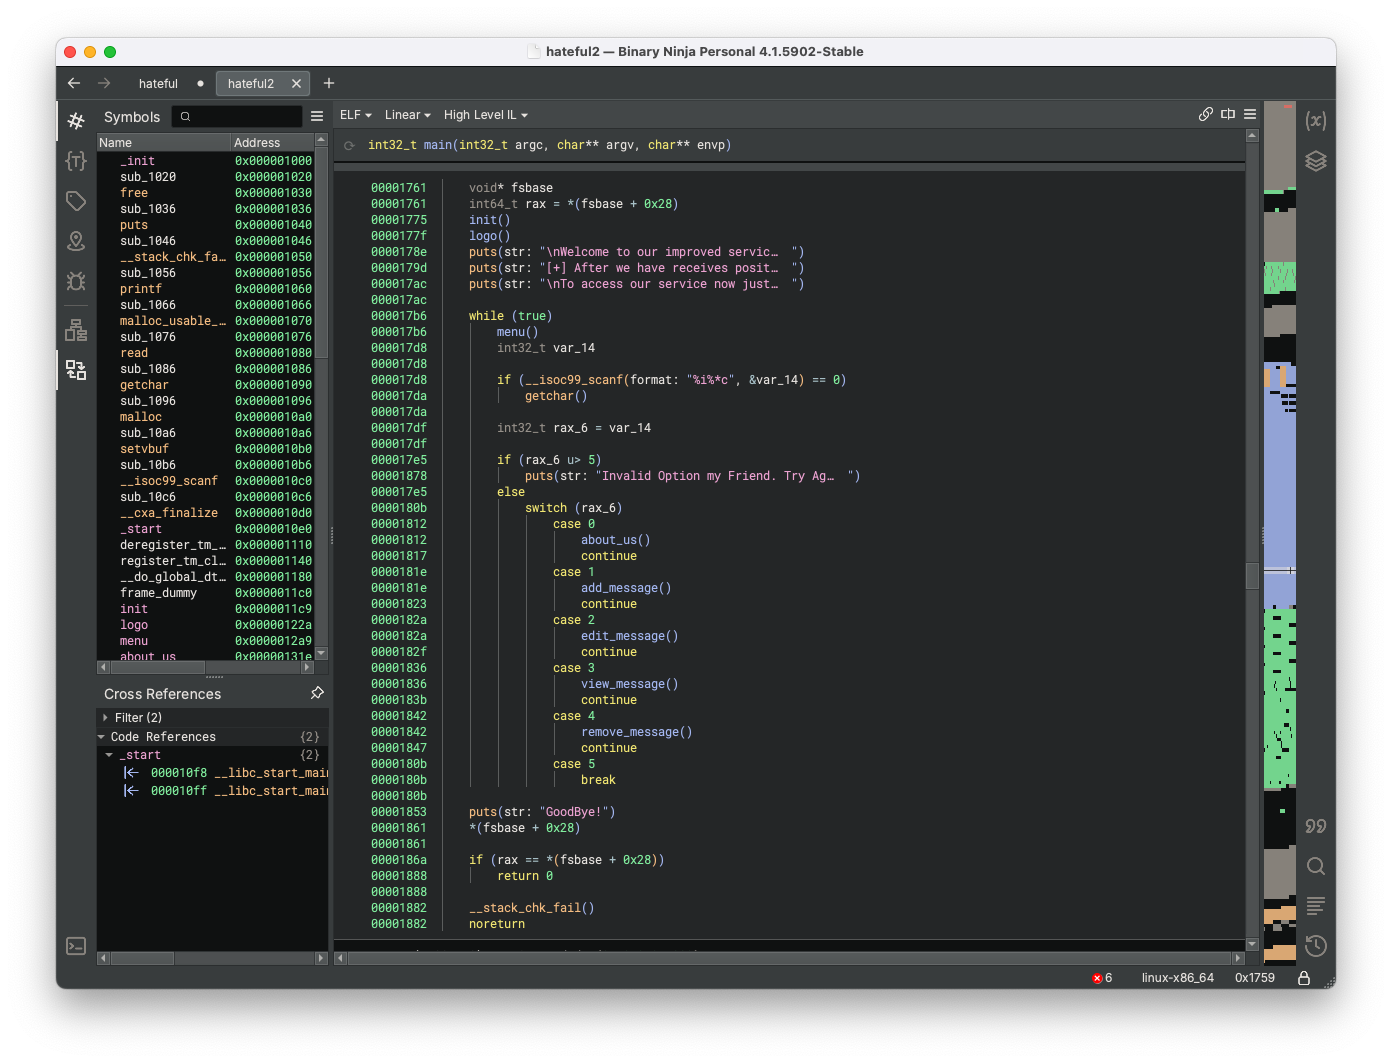 hateful2 — Binary Ninja Personal 4.1.5902-Stable
hateful
hateful2
Symbols
ELF Linear High Level IL
Name Address
_init 0x000001000
sub_1020 0x000001020
free 0x000001030
sub_1036 0x000001036
puts 0x000001040
sub_1046 0x000001046
__stack_chk_fa… 0x000001050
sub_1056 0x000001056
printf 0x000001060
sub_1066 0x000001066
malloc_usable_… 0x000001070
sub_1076 0x000001076
read 0x000001080
sub_1086 0x000001086
getchar 0x000001090
sub_1096 0x000001096
malloc 0x0000010a0
sub_10a6 0x0000010a6
setvbuf 0x0000010b0
sub_10b6 0x0000010b6
__isoc99_scanf 0x0000010c0
sub_10c6 0x0000010c6
__cxa_finalize 0x0000010d0
_start 0x0000010e0
deregister_tm_… 0x000001110
register_tm_cl… 0x000001140
__do_global_dt… 0x000001180
frame_dummy 0x0000011c0
init 0x0000011c9
logo 0x00000122a
menu 0x0000012a9
about_us 0x00000131e
Cross References
Filter (2)
Code References {2}
_start {2}
000010f8 __libc_start_mai
000010ff __libc_start_mai
int32_t main(int32_t argc, char** argv, char** envp)
00001761 void* fsbase
00001761 int64_t rax = *(fsbase + 0x28)
00001775 init()
0000177f logo()
0000178e puts(str: "\nWelcome to our improved servic… ")
0000179d puts(str: "[+] After we have receives posit… ")
000017ac puts(str: "\nTo access our service now just… ")
000017ac
000017b6 while (true)
000017b6 menu()
000017d8 int32_t var_14
000017d8
000017d8 if (__isoc99_scanf(format: "%i%*c", &var_14) == 0)
000017da getchar()
000017da
000017df int32_t rax_6 = var_14
000017df
000017e5 if (rax_6 u> 5)
00001878 puts(str: "Invalid Option my Friend. Try Ag… ")
000017e5 else
0000180b switch (rax_6)
00001812 case 0
00001812 about_us()
00001817 continue
0000181e case 1
0000181e add_message()
00001823 continue
0000182a case 2
0000182a edit_message()
0000182f continue
00001836 case 3
00001836 view_message()
0000183b continue
00001842 case 4
00001842 remove_message()
00001847 continue
0000180b case 5
0000180b break
0000180b
00001853 puts(str: "GoodBye!")
00001861 *(fsbase + 0x28)
00001861
0000186a if (rax == *(fsbase + 0x28))
00001888 return 0
00001888
00001882 __stack_chk_fail()
00001882 noreturn
6 linux-x86_64 0x1759